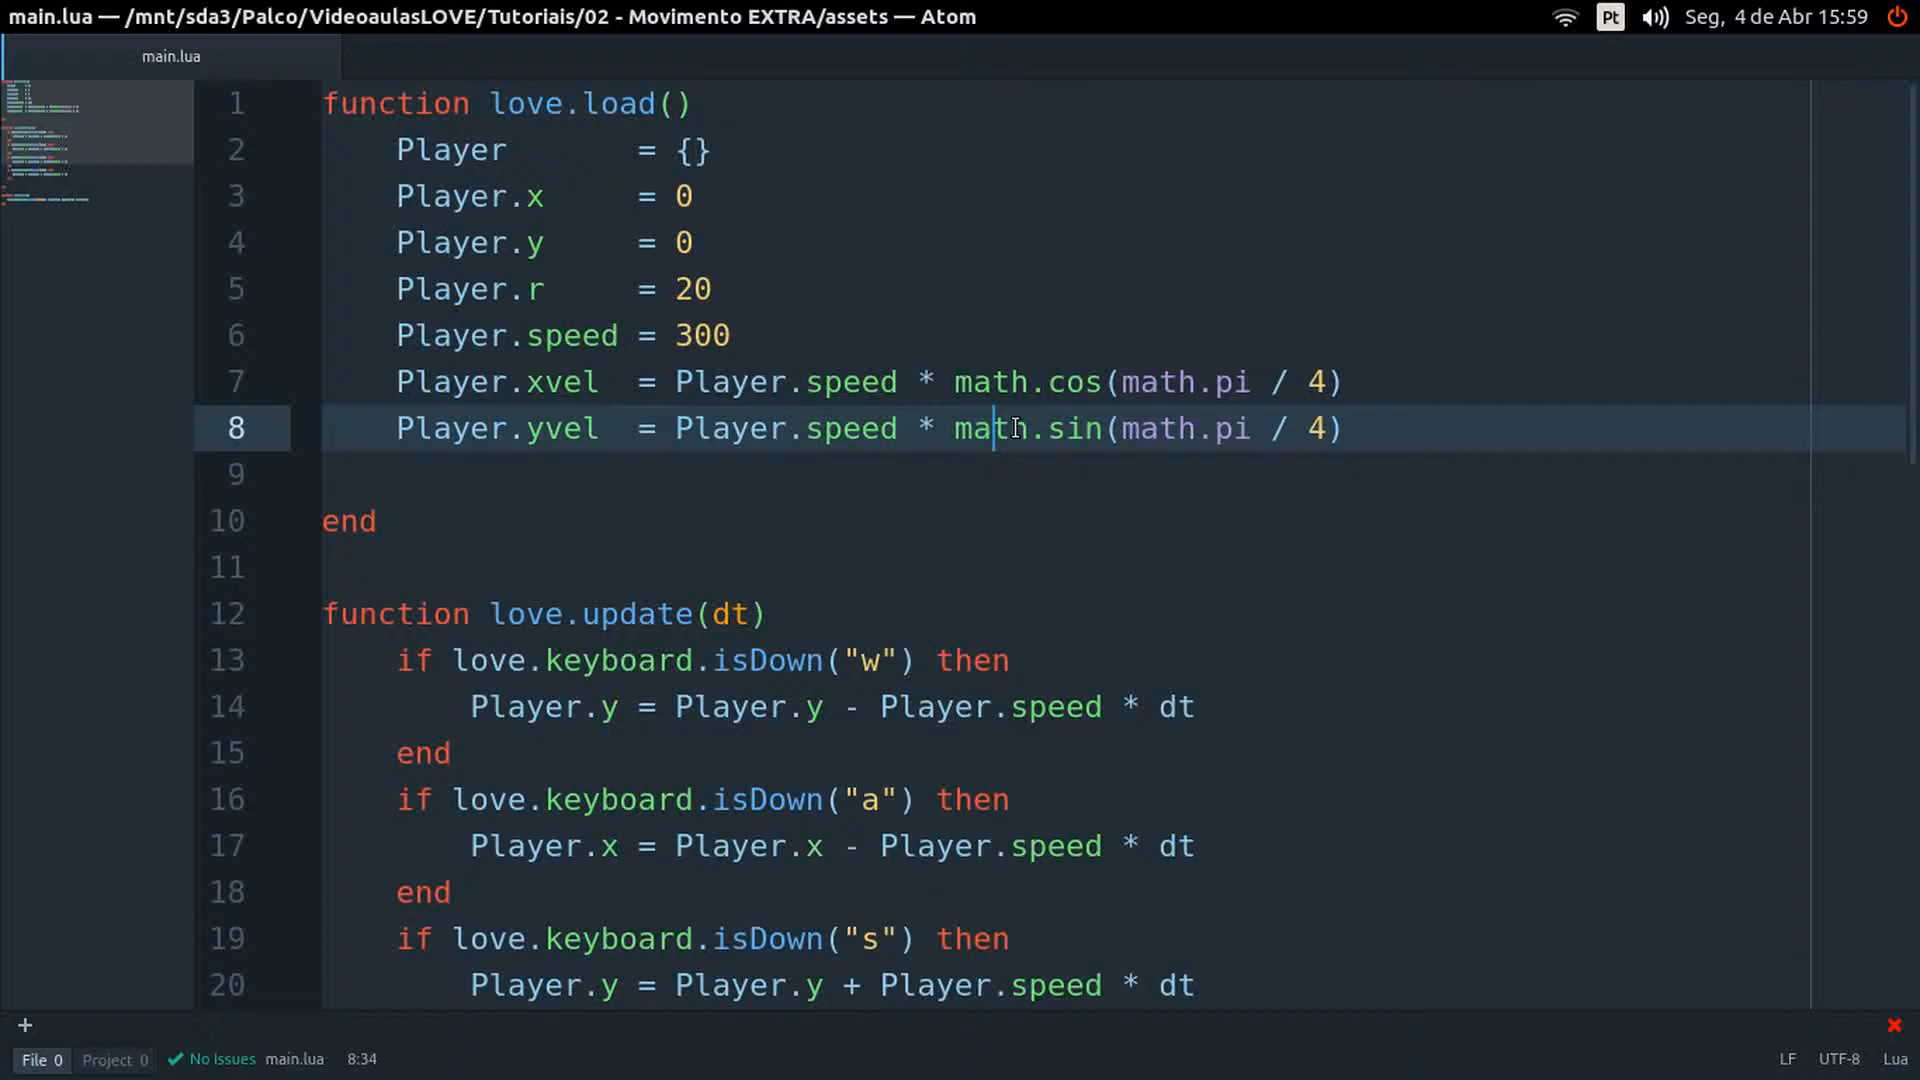 main.lua — /mnt/sda3/Palco/VideoaulasLOVE/Tutoriais/02 - Movimento EXTRA/assets — Atom
Pt
Seg, 4 de Abr 15:59
main.lua
1 function love.load()
2 Player = {}
3 Player.x = 0
4 Player.y = 0
5 Player.r = 20
6 Player.speed = 300
7 Player.xvel = Player.speed * math.cos(math.pi / 4)
8 Player.yvel = Player.speed * math.sin(math.pi / 4)
9
10 end
11
12 function love.update(dt)
13 if love.keyboard.isDown("w") then
14 Player.y = Player.y - Player.speed * dt
15 end
16 if love.keyboard.isDown("a") then
17 Player.x = Player.x - Player.speed * dt
18 end
19 if love.keyboard.isDown("s") then
20 Player.y = Player.y + Player.speed * dt
+
File 0 Project 0 No Issues main.lua 8:34 LF UTF-8 Lua